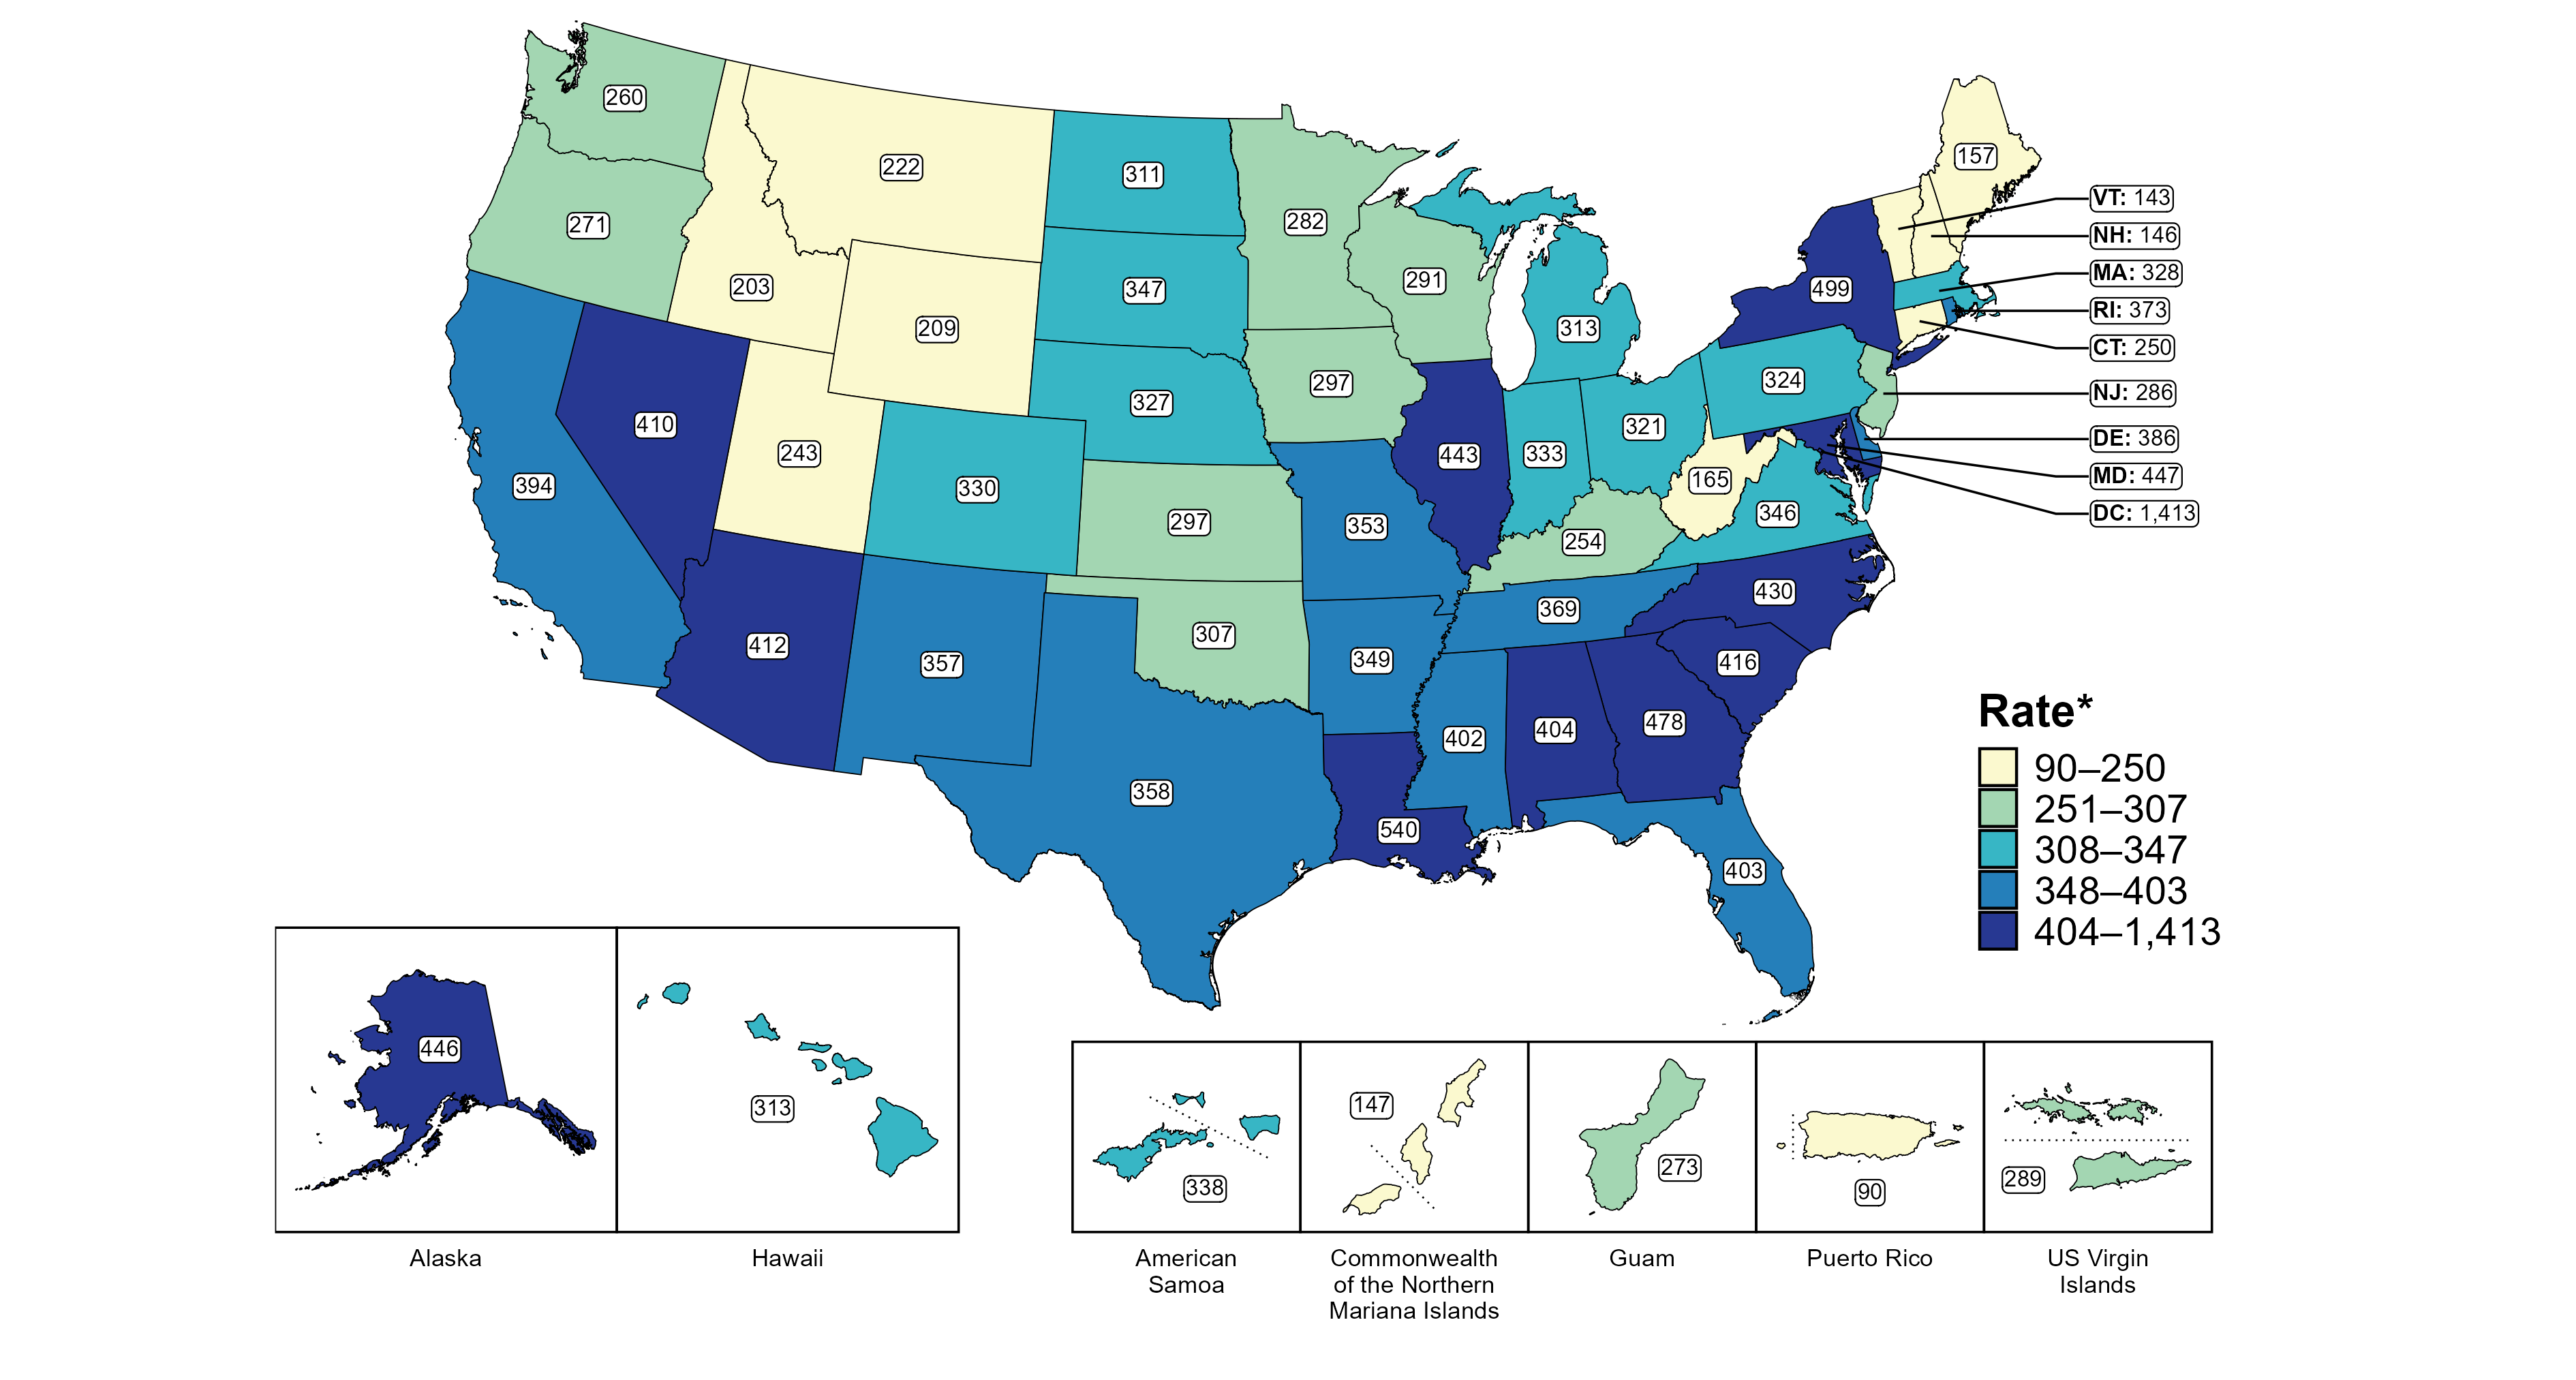 260
222
311
282
157
VT: 143
NH: 146
MA: 328
RI: 373
CT: 250
NJ: 286
DE: 386
MD: 447
DC: 1,413
271
203
209
347
291
313
499
327
297
324
410
243
394
330
297
353
443
333
321
165
346
254
430
412
357
307
349
369
416
358
402
404
478
540
403
Rate*
90–250
251–307
308–347
348–403
404–1,413
446
313
338
147
273
90
289
Alaska
Hawaii
American
Samoa
Commonwealth
of the Northern
Mariana Islands
Guam
Puerto Rico
US Virgin
Islands